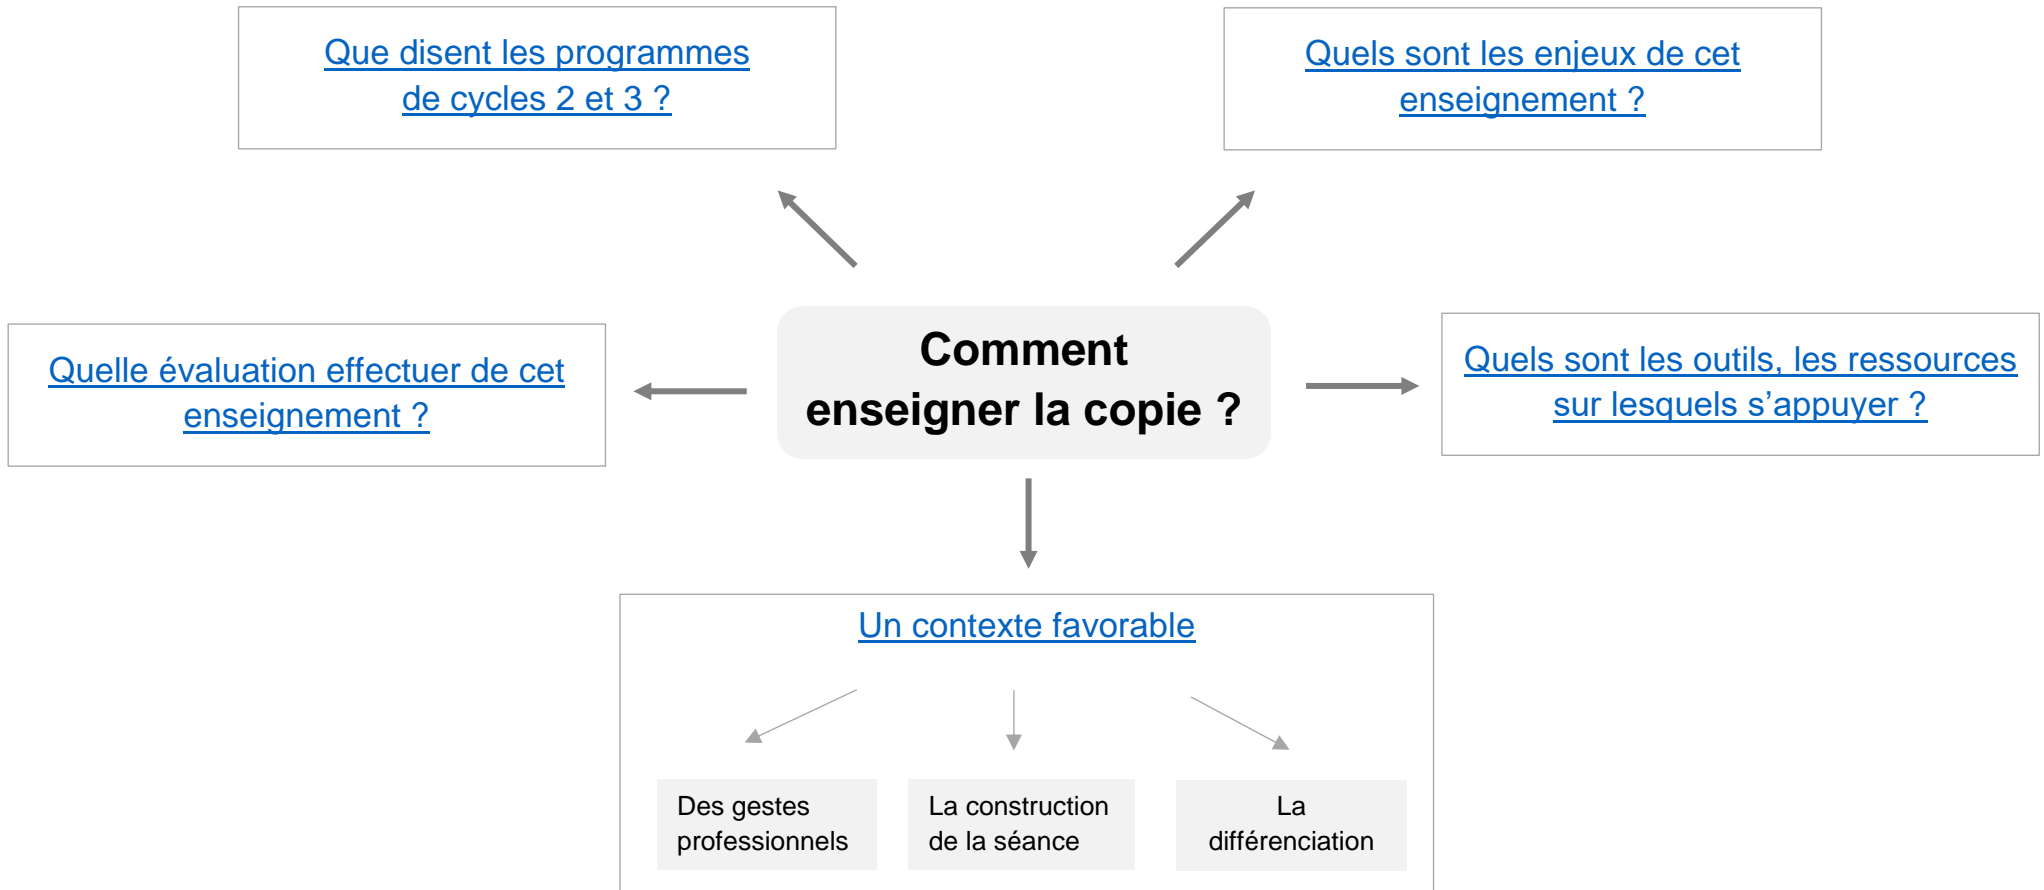 Que disent les programmes
de cycles 2 et 3 ?
Quels sont les enjeux de cet
enseignement ?
Quelle évaluation effectuer de cet
enseignement ?
Comment
enseigner la copie ?
Quels sont les outils, les ressources
sur lesquels s’appuyer ?
Un contexte favorable
Des gestes
professionnels
La construction
de la séance
La
différenciation